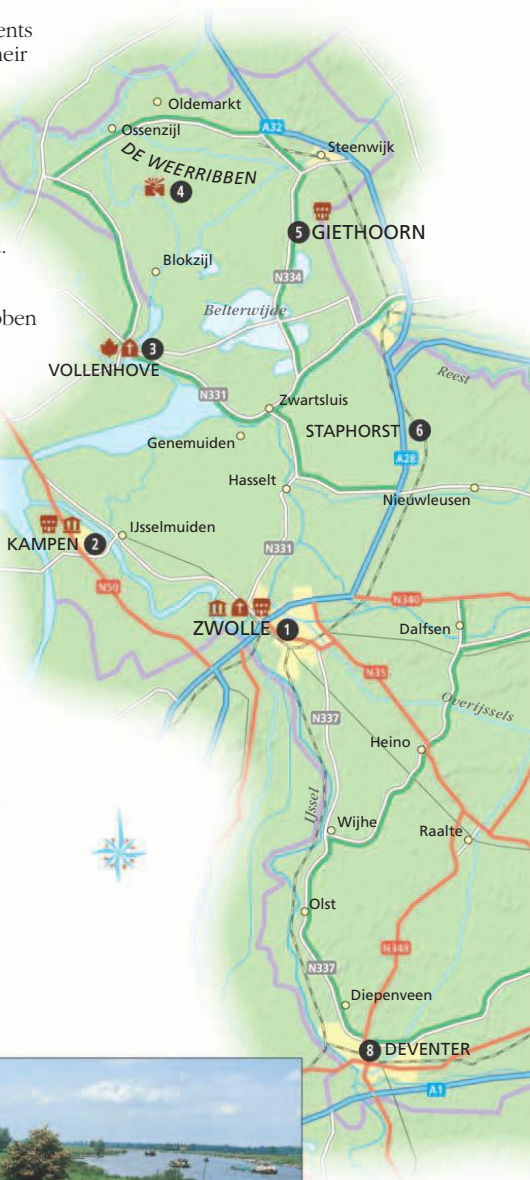 ents
heir
Oldemarkt
Ossenzijl
A32
DE WEERRIBBEN
Steenwijk
4
5 GIETHOORN
Blokzijl
N334
Belterwijde
3
VOLLENHOVE
Reest
N331
Zwartsluis
STAPHORST 6
Genemuiden
A28
Hasselt
Nieuwleusen
IJsselmuiden
KAMPEN 2
N331
N50
N340
ZWOLLE 1
Dalfsen
N35
Overijssels
N337
Heino
IJssel
Wijhe
Raalte
Olst
N348
N337
Diepenveen
8 DEVENTER
A1